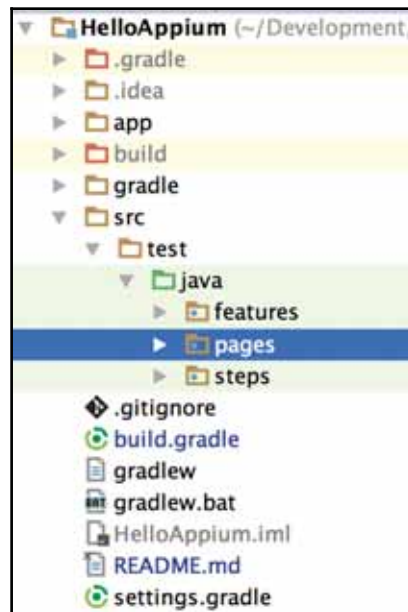 HelloAppium (~/Development,
.gradle
.idea
app
build
gradle
src
test
java
features
pages
steps
.gitignore
build.gradle
gradlew
gradlew.bat
HelloAppium.iml
README.md
settings.gradle